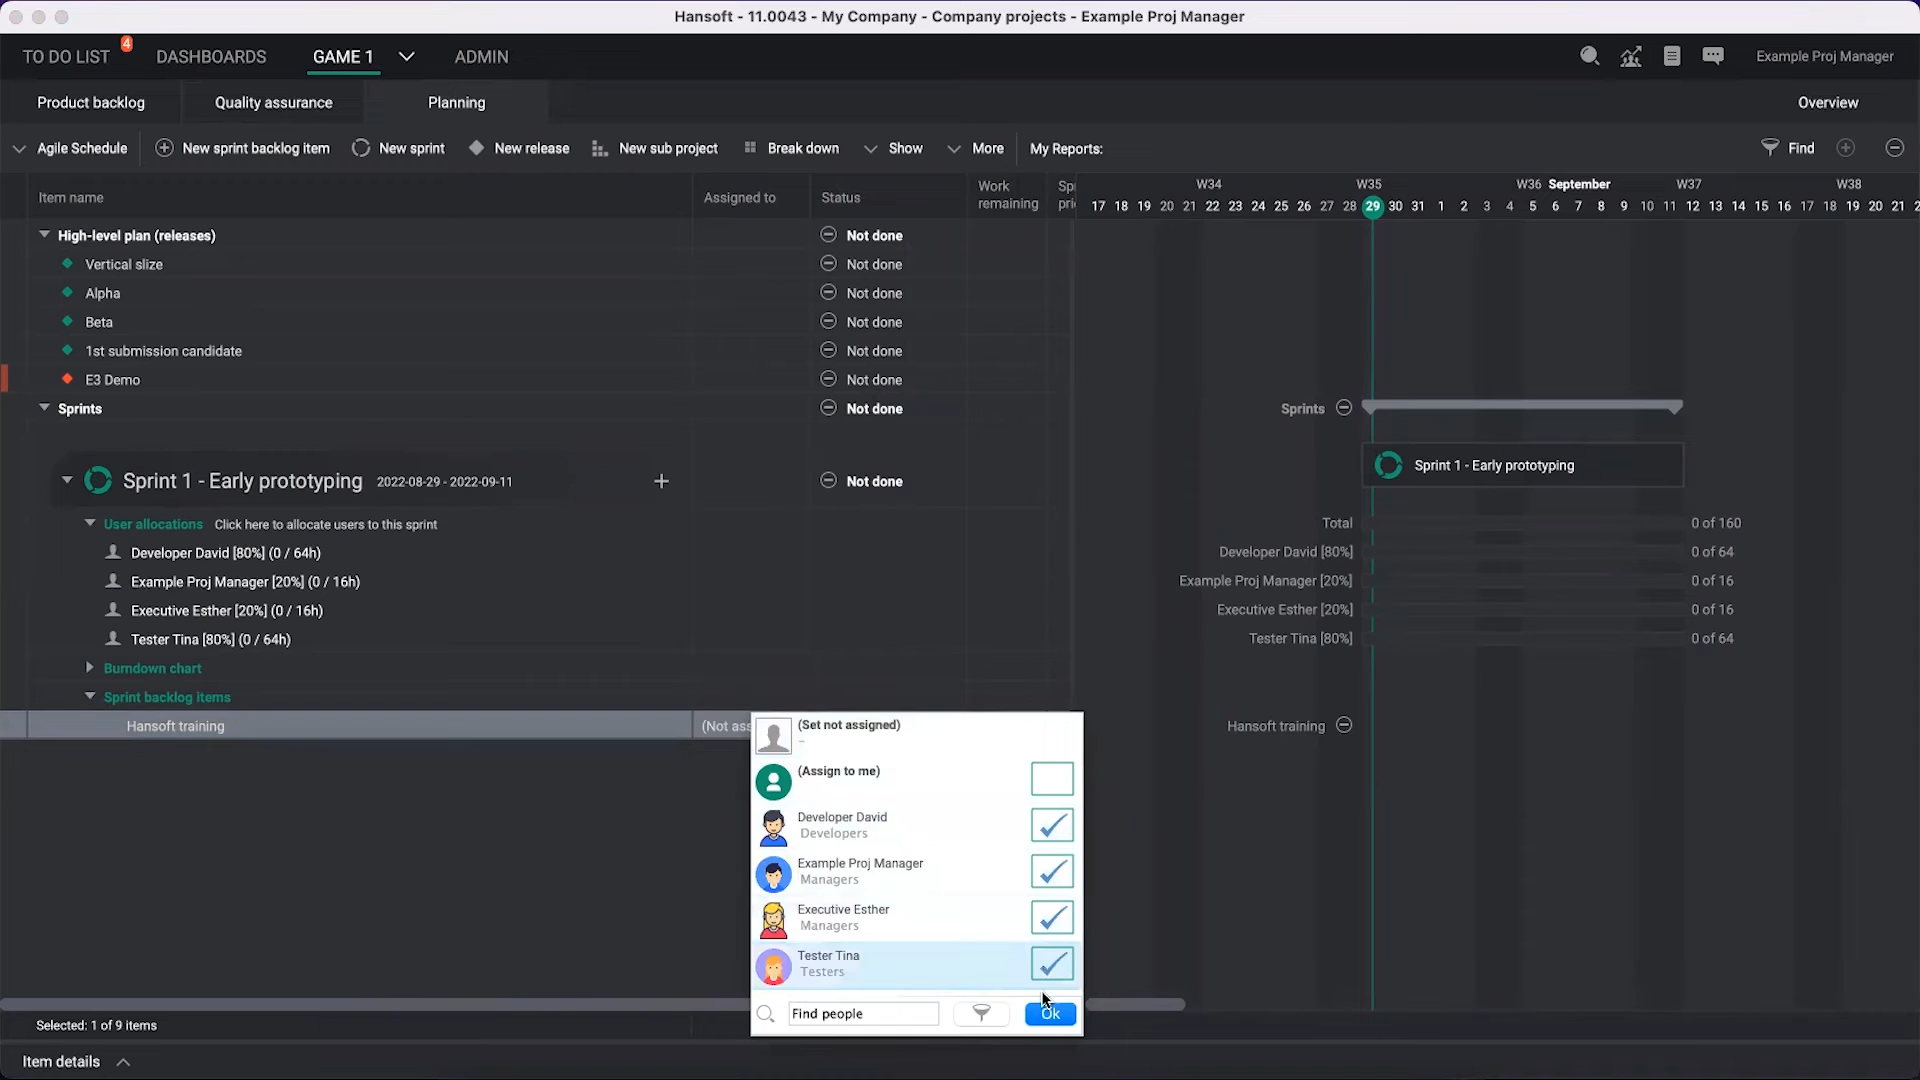 Hansoft - 11.0043 - My Company - Company projects - Example Proj Manager
TO DO LIST 4 DASHBOARDS GAME 1 ADMIN Example Proj Manager
Product backlog Quality assurance Planning Overview
Agile Schedule New sprint backlog item New sprint New release New sub project Break down Show More My Reports: Find
Item name Assigned to Status Work remaining Spr pri
W34 W35 W36 September W37 W38
17 18 19 20 21 22 23 24 25 26 27 28 29 30 31 1 2 3 4 5 6 7 8 9 10 11 12 13 14 15 16 17 18 19 20 21 2
High-level plan (releases) Not done
Vertical slize Not done
Alpha Not done
Beta Not done
1st submission candidate Not done
E3 Demo Not done
Sprints Not done Sprints
Sprint 1 - Early prototyping 2022-08-29 - 2022-09-11 + Not done Sprint 1 - Early prototyping
User allocations Click here to allocate users to this sprint Total 0 of 160
Developer David [80%] (0 / 64h) Developer David [80%] 0 of 64
Example Proj Manager [20%] (0 / 16h) Example Proj Manager [20%] 0 of 16
Executive Esther [20%] (0 / 16h) Executive Esther [20%] 0 of 16
Tester Tina [80%] (0 / 64h) Tester Tina [80%] 0 of 64
Burndown chart
Sprint backlog items
Hansoft training (Not ass Hansoft training
(Set not assigned)
–
(Assign to me)
Developer David
Developers
Example Proj Manager
Managers
Executive Esther
Managers
Tester Tina
Testers
Find people Ok
Selected: 1 of 9 items
Item details